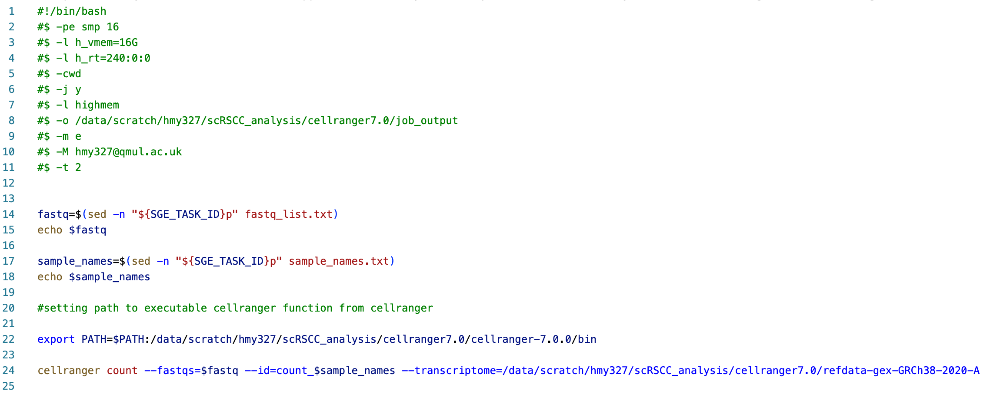 1 #!/bin/bash
2 #$ -pe smp 16
3 #$ -l h_vmem=16G
4 #$ -l h_rt=240:0:0
5 #$ -cwd
6 #$ -j y
7 #$ -l highmem
8 #$ -o /data/scratch/hmy327/scRSCC_analysis/cellranger7.0/job_output
9 #$ -m e
10 #$ -M hmy327@qmul.ac.uk
11 #$ -t 2
12
13
14 fastq=$(sed -n "${SGE_TASK_ID}p" fastq_list.txt)
15 echo $fastq
16
17 sample_names=$(sed -n "${SGE_TASK_ID}p" sample_names.txt)
18 echo $sample_names
19
20 #setting path to executable cellranger function from cellranger
21
22 export PATH=$PATH:/data/scratch/hmy327/scRSCC_analysis/cellranger7.0/cellranger-7.0.0/bin
23
24 cellranger count --fastqs=$fastq --id=count_$sample_names --transcriptome=/data/scratch/hmy327/scRSCC_analysis/cellranger7.0/refdata-gex-GRCh38-2020-A
25